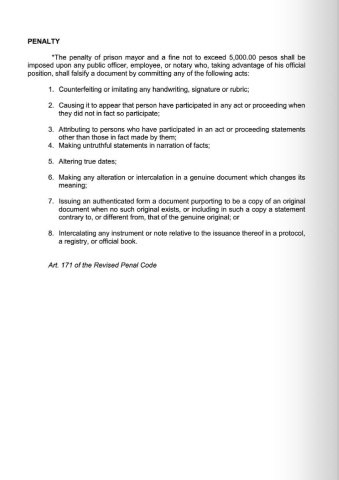 PENALTY
"The penalty of prison mayor and a fine not to exceed 5,000.00 pesos shall be
imposed upon any public officer, employee, or notary who, taking advantage of his official
position, shall falsify a document by committing any of the following acts:
1. Counterfeiting or imitating any handwriting, signature or rubric;
2. Causing it to appear that person have participated in any act or proceeding when
they did not in fact so participate;
3. Attributing to persons who have participated in an act or proceeding statements
other than those in fact made by them;
4. Making untruthful statements in narration of facts;
5. Altering true dates;
6. Making any alteration or intercalation in a genuine document which changes its
meaning;
7. Issuing an authenticated form a document purporting to be a copy of an original
document when no such original exists, or including in such a copy a statement
contrary to, or different from, that of the genuine original; or
8. Intercalating any instrument or note relative to the issuance thereof in a protocol,
a registry, or official book.
Art. 171 of the Revised Penal Code